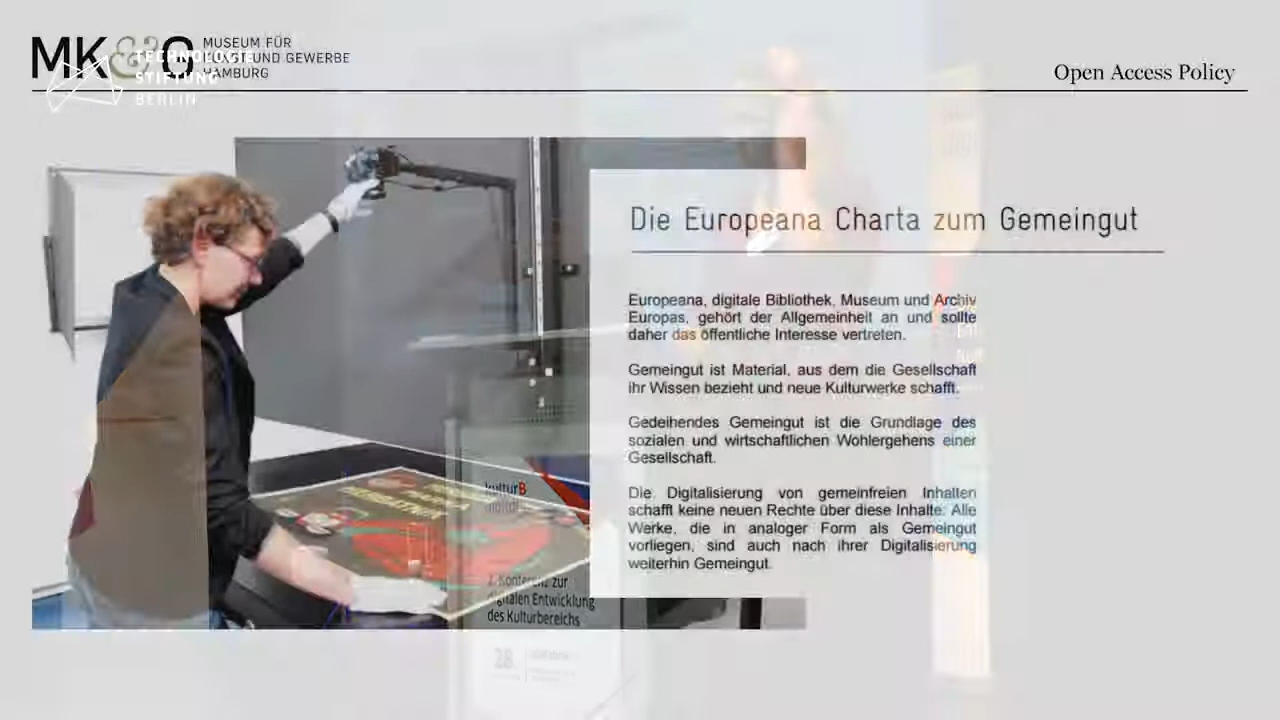 MK&G
MUSEUM FÜR
KUNST UND GEWERBE
HAMBURG
TECHNOLOGIE
STIFTUNG
BERLIN
Open Access Policy
Die Europeana Charta zum Gemeingut
Europeana, digitale Bibliothek, Museum und Archiv
Europas, gehört der Allgemeinheit an und sollte
daher das öffentliche Interesse vertreten.
Gemeingut ist Material, aus dem die Gesellschaft
ihr Wissen bezieht und neue Kulturwerke schafft.
Gedeihendes Gemeingut ist die Grundlage des
sozialen und wirtschaftlichen Wohlergehens einer
Gesellschaft.
Die Digitalisierung von gemeinfreien Inhalten
schafft keine neuen Rechte über diese Inhalte: Alle
Werke, die in analoger Form als Gemeingut
vorliegen, sind auch nach ihrer Digitalisierung
weiterhin Gemeingut.
kulturB
digital
2. Konferenz zur
digitalen Entwicklung
des Kulturbereichs
28